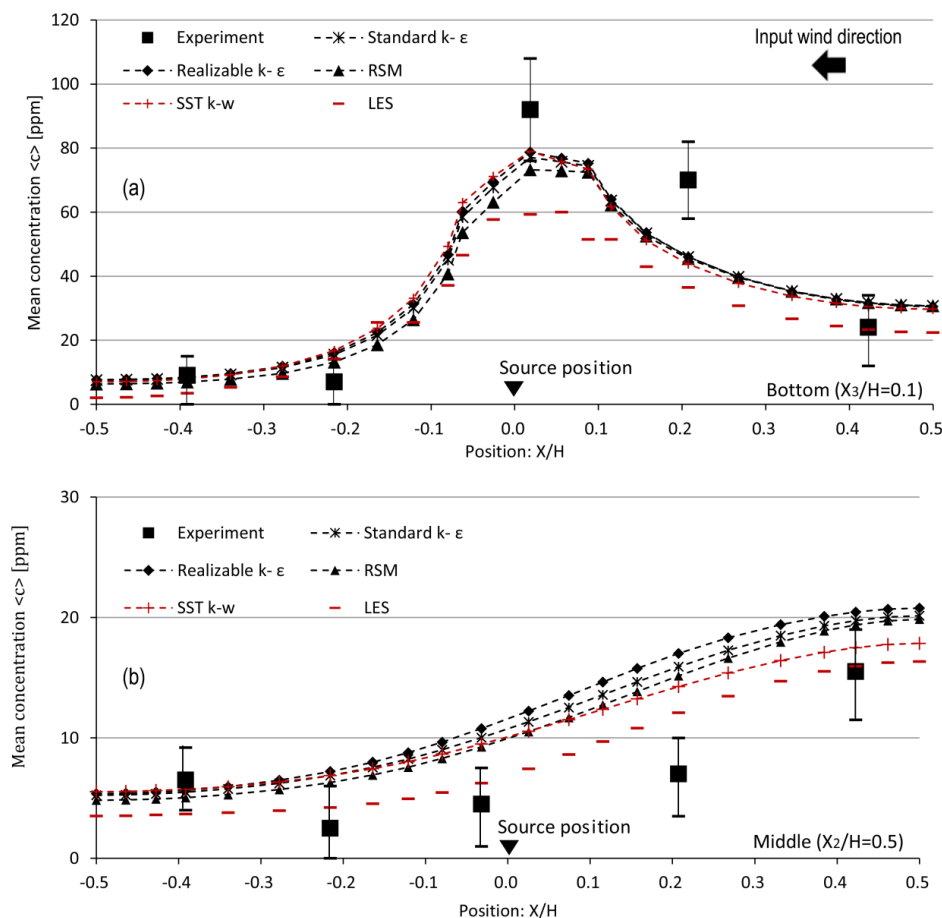 140
120
100
80
60
40
20
0
Mean concentration <c> [ppm]
Experiment
Standard k- ε
Realizable k- ε
RSM
SST k-w
LES
Input wind direction
(a)
Source position
Bottom (X3/H=0.1)
-0.5 -0.4 -0.3 -0.2 -0.1 0.0 0.1 0.2 0.3 0.4 0.5
Position: X/H
30
20
10
0
Mean concentration <c> [ppm]
Experiment
Standard k- ε
Realizable k- ε
RSM
SST k-w
LES
(b)
Source position
Middle (X2/H=0.5)
-0.5 -0.4 -0.3 -0.2 -0.1 0.0 0.1 0.2 0.3 0.4 0.5
Position: X/H